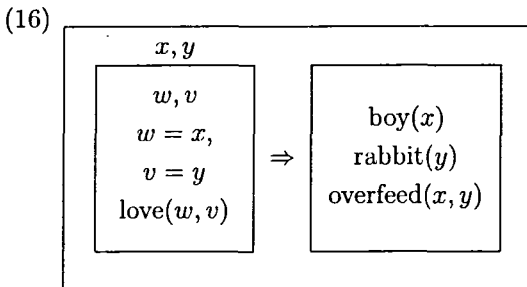 (16)
x, y
w, v
w = x,
v = y
love(w, v)
⇒
boy(x)
rabbit(y)
overfeed(x, y)